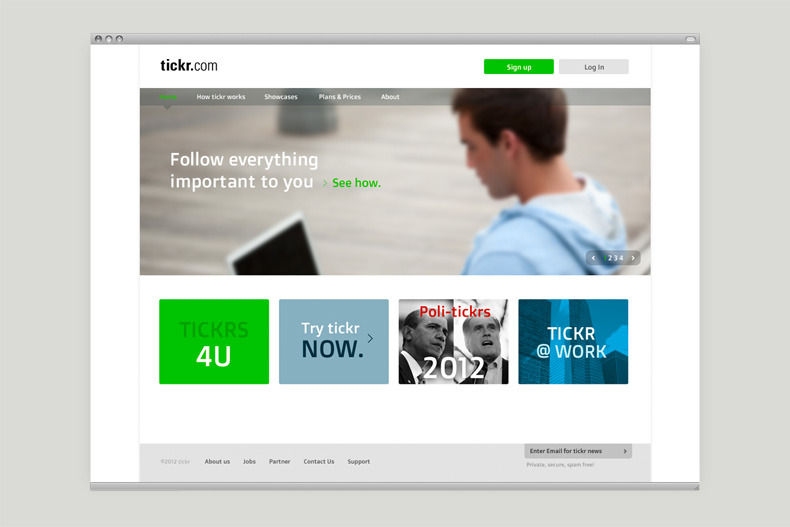 tickr.com
Sign up
Log In
Home
How tickr works
Showcases
Plans & Prices
About
Follow everything
important to you
See how.
2 3 4
TICKRS
4U
Try tickr
NOW.
Poli-tickrs
2012
TICKR
@ WORK
©2012 tickr
About us
Jobs
Partner
Contact Us
Support
Enter Email for tickr news
Private, secure, spam free!